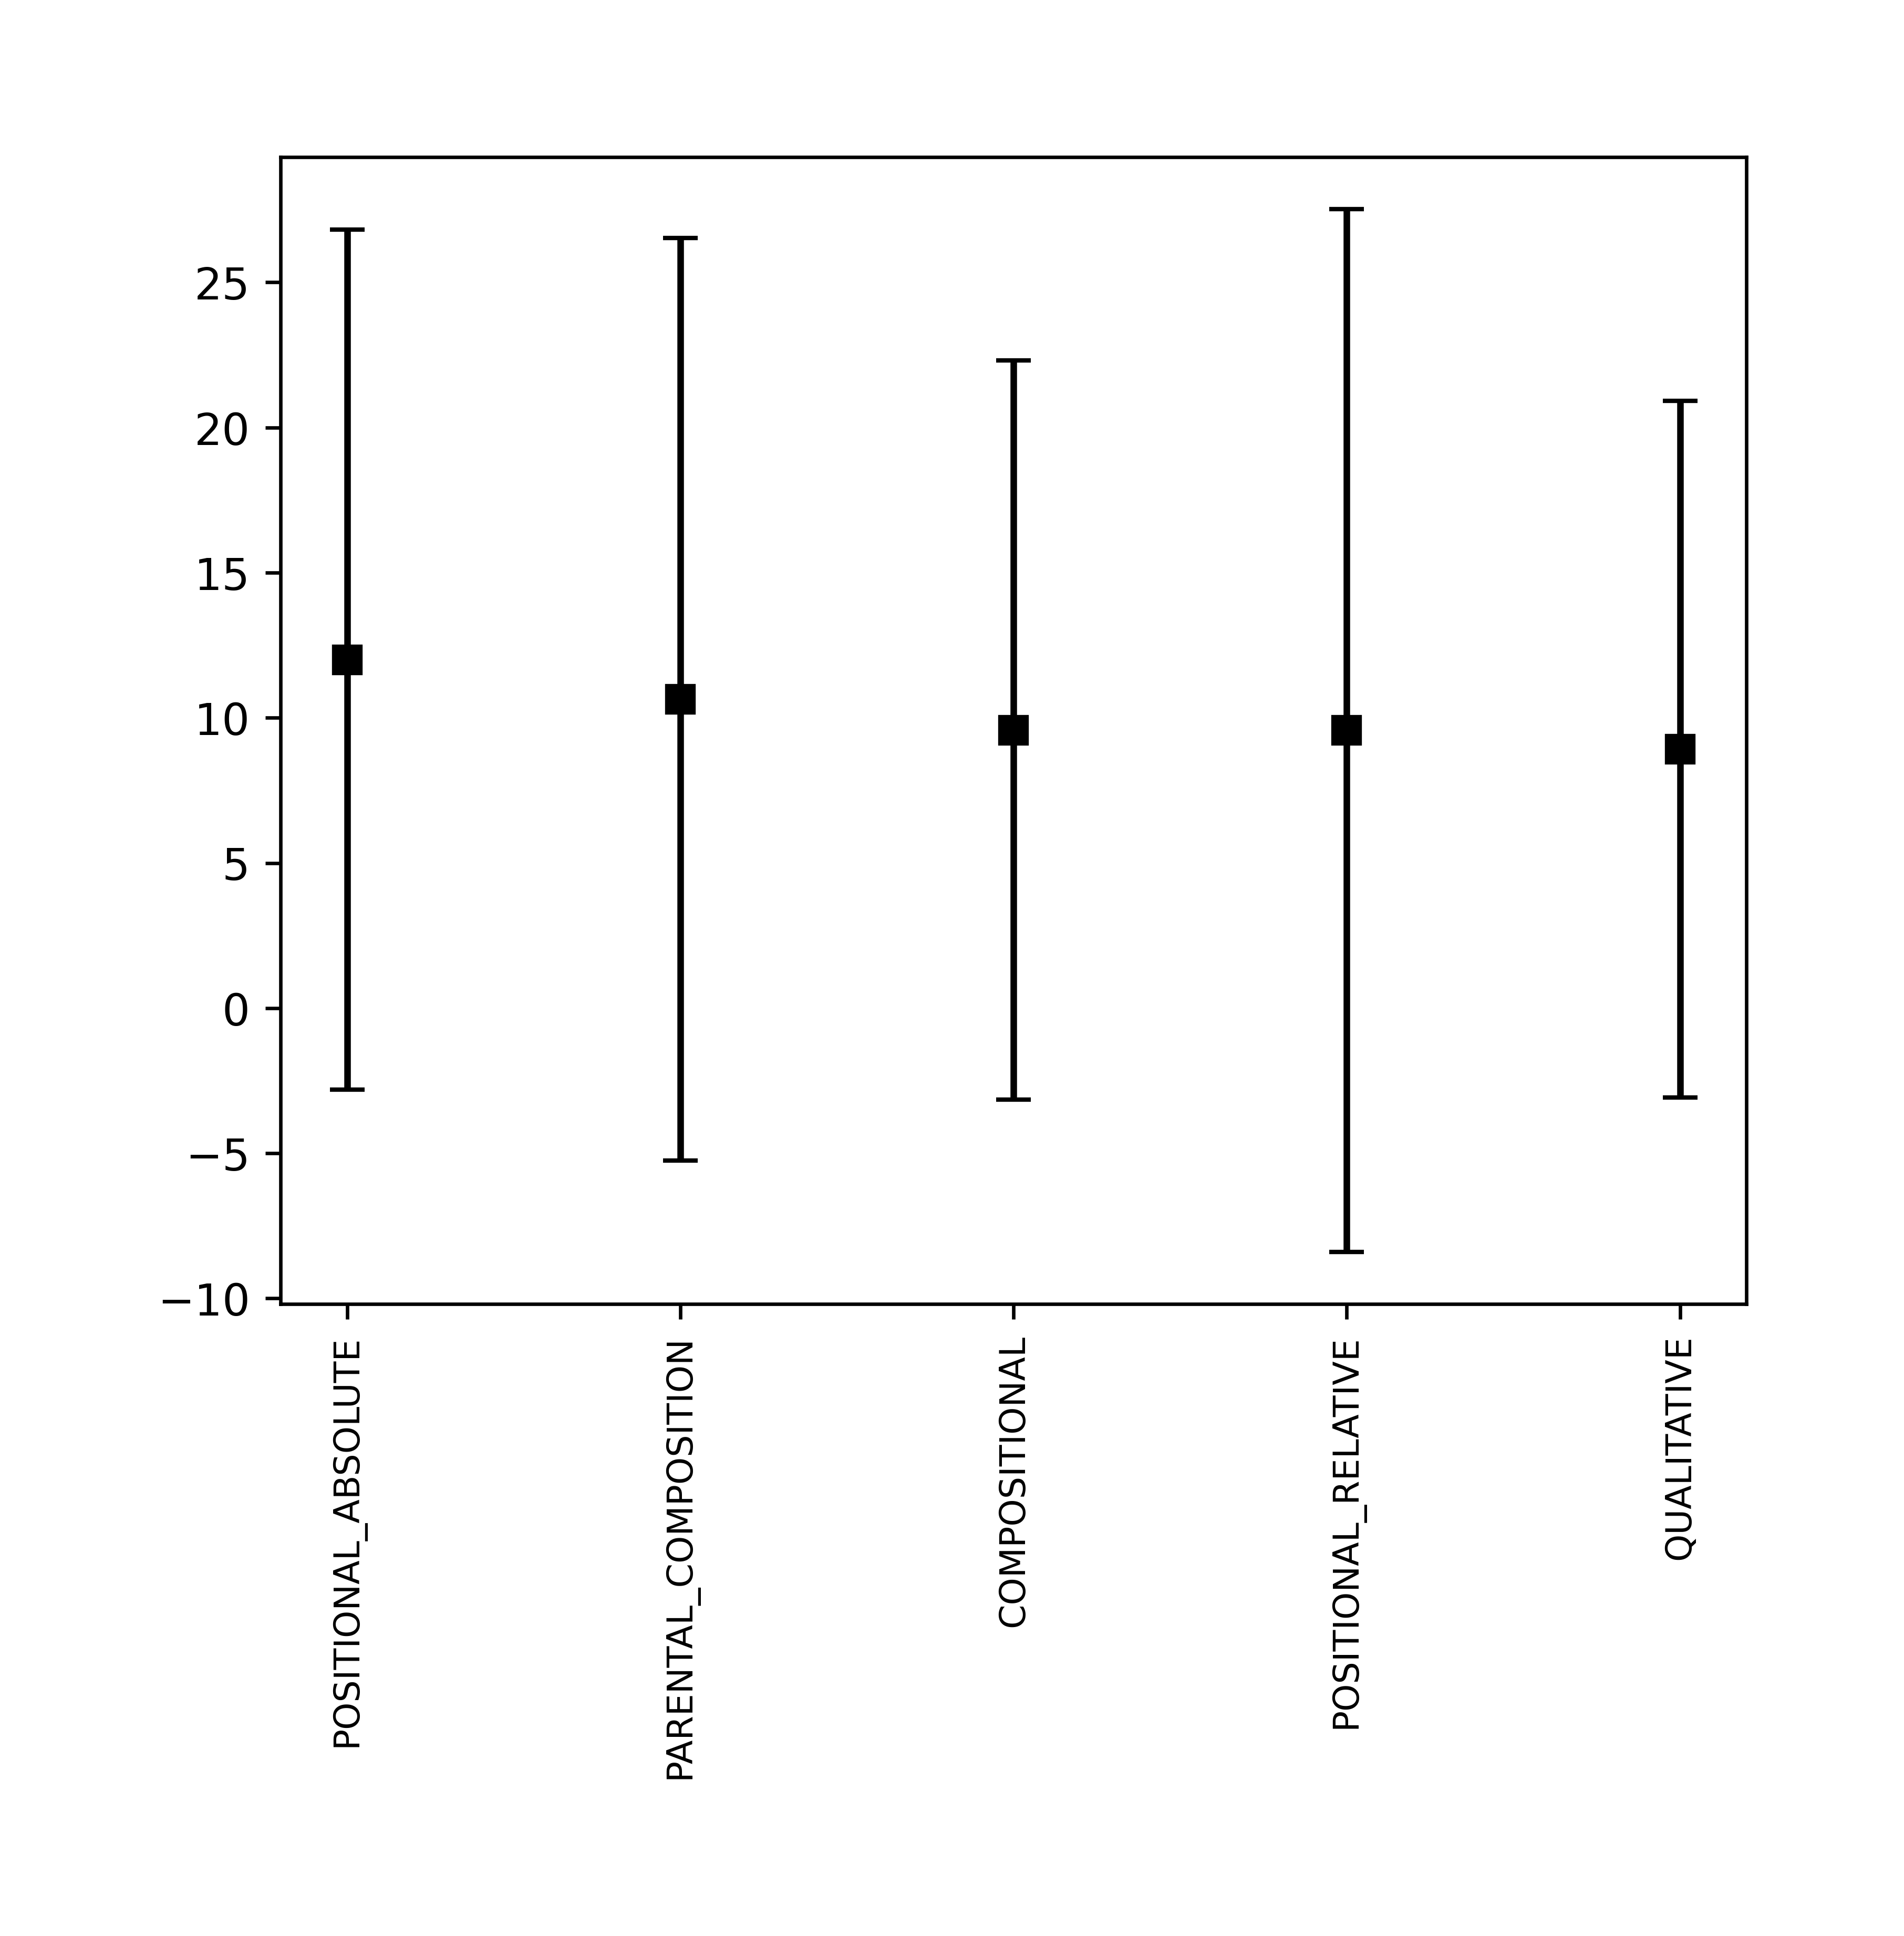 25
20
15
10
5
0
−5
−10
POSITIONAL_ABSOLUTE
PARENTAL_COMPOSITION
COMPOSITIONAL
POSITIONAL_RELATIVE
QUALITATIVE